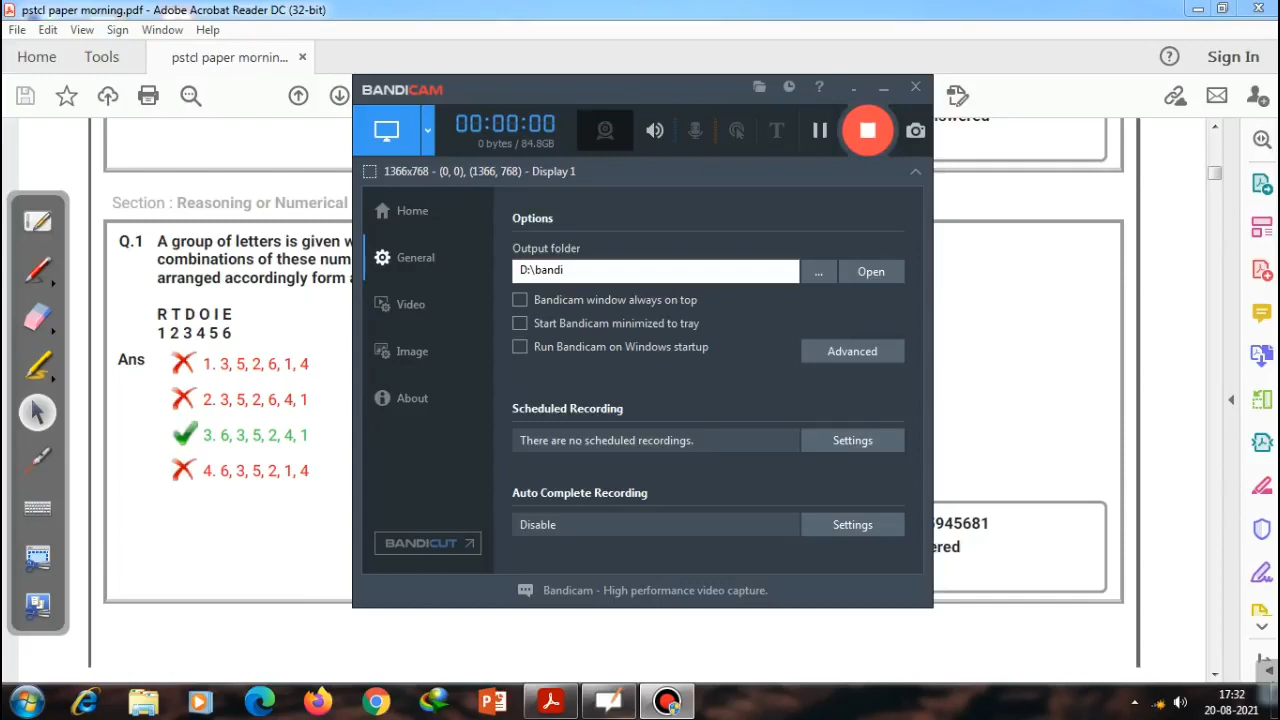 pstcl paper morning.pdf - Adobe Acrobat Reader DC (32-bit)
File Edit View Sign Window Help
Home Tools pstcl paper mornin... Sign In
Section : Reasoning or Numerical
Q.1 A group of letters is given w
combinations of these num
arranged accordingly form a
R T D O I E
1 2 3 4 5 6
Ans
1. 3, 5, 2, 6, 1, 4
2. 3, 5, 2, 6, 4, 1
3. 6, 3, 5, 2, 4, 1
4. 6, 3, 5, 2, 1, 4
BANDICAM
00:00:00
0 bytes / 84.8GB
1366x768 - (0, 0), (1366, 768) - Display 1
Home
General
Video
Image
About
BANDICUT
Options
Output folder
D:\bandi
... Open
Bandicam window always on top
Start Bandicam minimized to tray
Run Bandicam on Windows startup
Advanced
Scheduled Recording
There are no scheduled recordings. Settings
Auto Complete Recording
Disable Settings
Bandicam - High performance video capture.
5945681
ered
17:32
20-08-2021